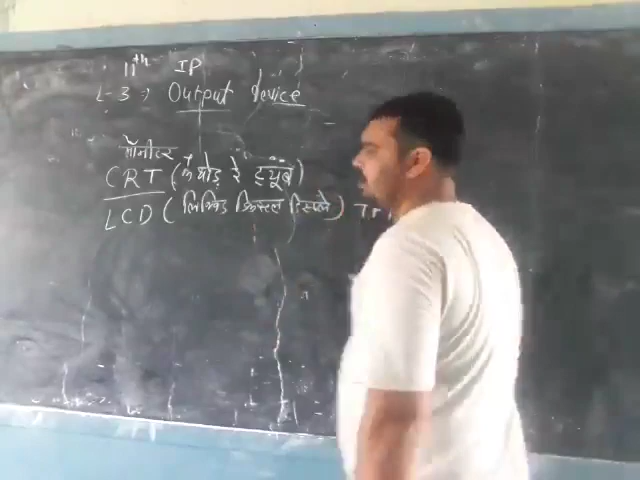 11th IP
L-3 → Output Device
मॉनीटर
CRT (कैथोड़ रे ट्यूब)
LCD (लिक्विड क्रिस्टल डिस्प्ले)